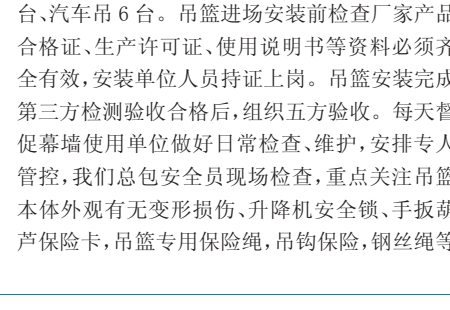 台、汽车吊 6 台。吊篮进场安装前检查厂家产品
合格证、生产许可证、使用说明书等资料必须齐
全有效,安装单位人员持证上岗。吊篮安装完成
第三方检测验收合格后,组织五方验收。每天督
促幕墙使用单位做好日常检查、维护,安排专人
管控,我们总包安全员现场检查,重点关注吊篮
本体外观有无变形损伤、升降机安全锁、手扳葫
芦保险卡,吊篮专用保险绳,吊钩保险,钢丝绳等